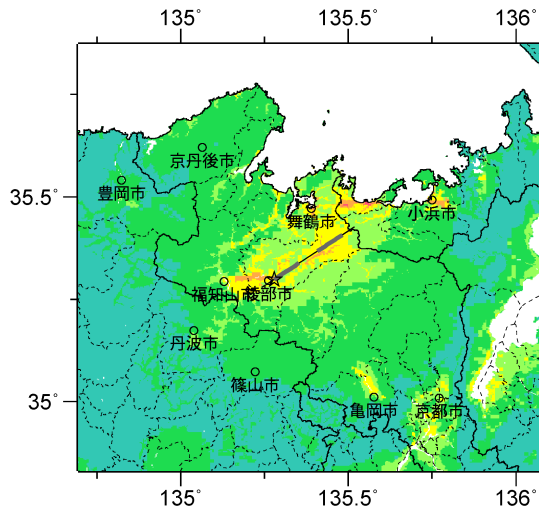 135° 135.5° 136°
京丹後市
豊岡市
35.5°
小浜市
舞鶴市
福知山市
綾部市
丹波市
篠山市
35°
亀岡市
京都市
135° 135.5° 136°